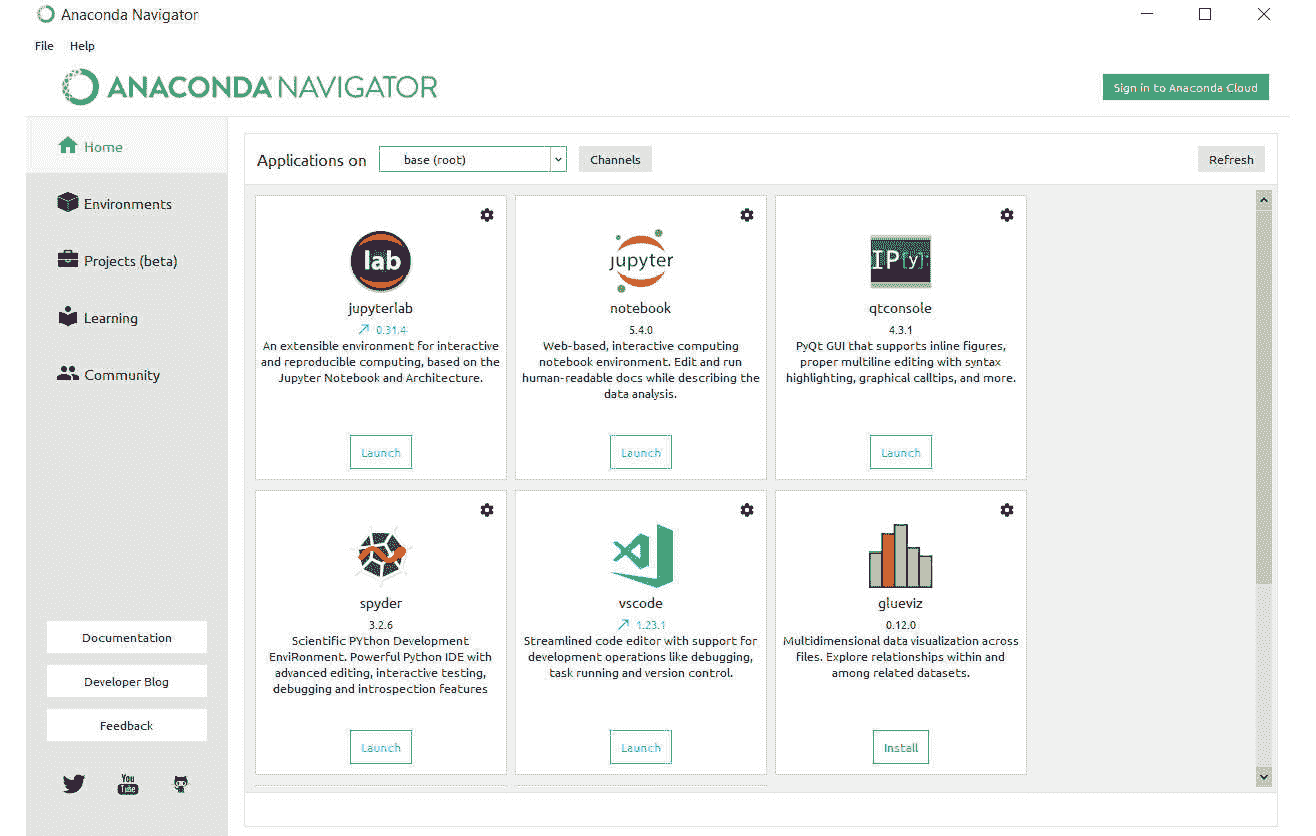 Anaconda Navigator
File Help
ANACONDA NAVIGATOR
Sign in to Anaconda Cloud
Home
Environments
Projects (beta)
Learning
Community
Documentation
Developer Blog
Feedback
You
Tube
Applications on base (root) Channels Refresh
lab
jupyterlab
0.31.4
An extensible environment for interactive
and reproducible computing, based on the
Jupyter Notebook and Architecture.
Launch
jupyter
notebook
5.4.0
Web-based, interactive computing
notebook environment. Edit and run
human-readable docs while describing the
data analysis.
Launch
IP[y]:
qtconsole
4.3.1
PyQt GUI that supports inline figures,
proper multiline editing with syntax
highlighting, graphical calltips, and more.
Launch
spyder
3.2.6
Scientific PYthon Development
EnviRonment. Powerful Python IDE with
advanced editing, interactive testing,
debugging and introspection features
Launch
vscode
1.23.1
Streamlined code editor with support for
development operations like debugging,
task running and version control.
Launch
glueviz
0.12.0
Multidimensional data visualization across
files. Explore relationships within and
among related datasets.
Install